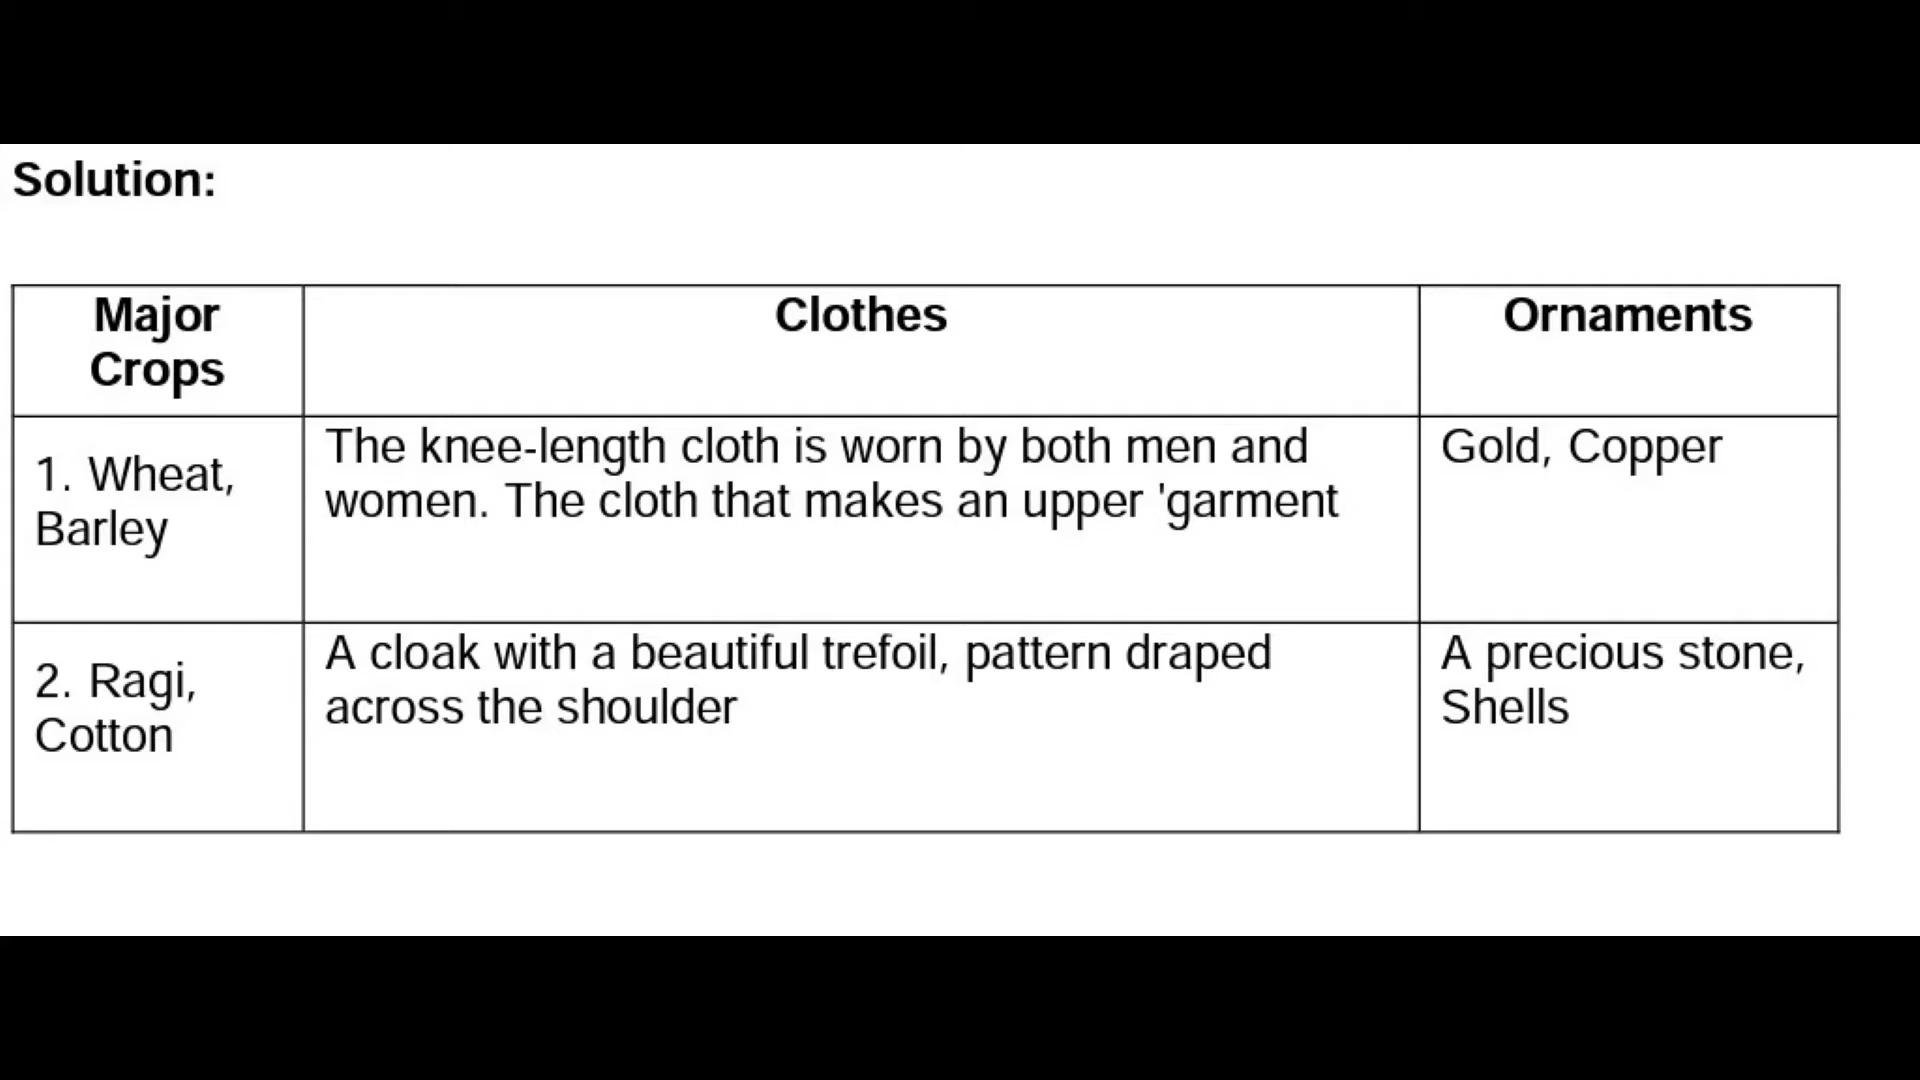 Solution:
Major
Crops
Clothes
Ornaments
1. Wheat,
Barley
The knee-length cloth is worn by both men and
women. The cloth that makes an upper 'garment
Gold, Copper
2. Ragi,
Cotton
A cloak with a beautiful trefoil, pattern draped
across the shoulder
A precious stone,
Shells